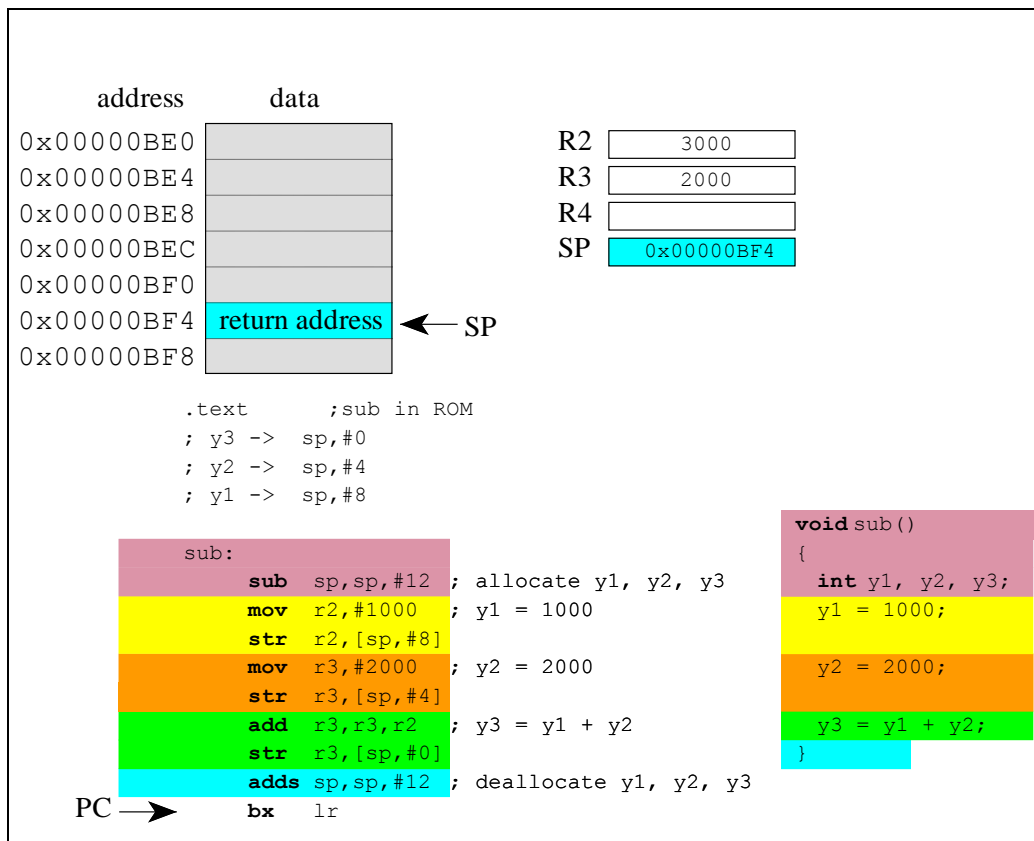 address data
0x00000BE0
0x00000BE4
0x00000BE8
0x00000BEC
0x00000BF0
0x00000BF4 return address SP
0x00000BF8
R2 3000
R3 2000
R4
SP 0x00000BF4
.text ;sub in ROM
; y3 -> sp,#0
; y2 -> sp,#4
; y1 -> sp,#8
sub:
sub sp,sp,#12 ; allocate y1, y2, y3
mov r2,#1000 ; y1 = 1000
str r2,[sp,#8]
mov r3,#2000 ; y2 = 2000
str r3,[sp,#4]
add r3,r3,r2 ; y3 = y1 + y2
str r3,[sp,#0]
adds sp,sp,#12 ; deallocate y1, y2, y3
PC bx lr
void sub()
{
int y1, y2, y3;
y1 = 1000;
y2 = 2000;
y3 = y1 + y2;
}